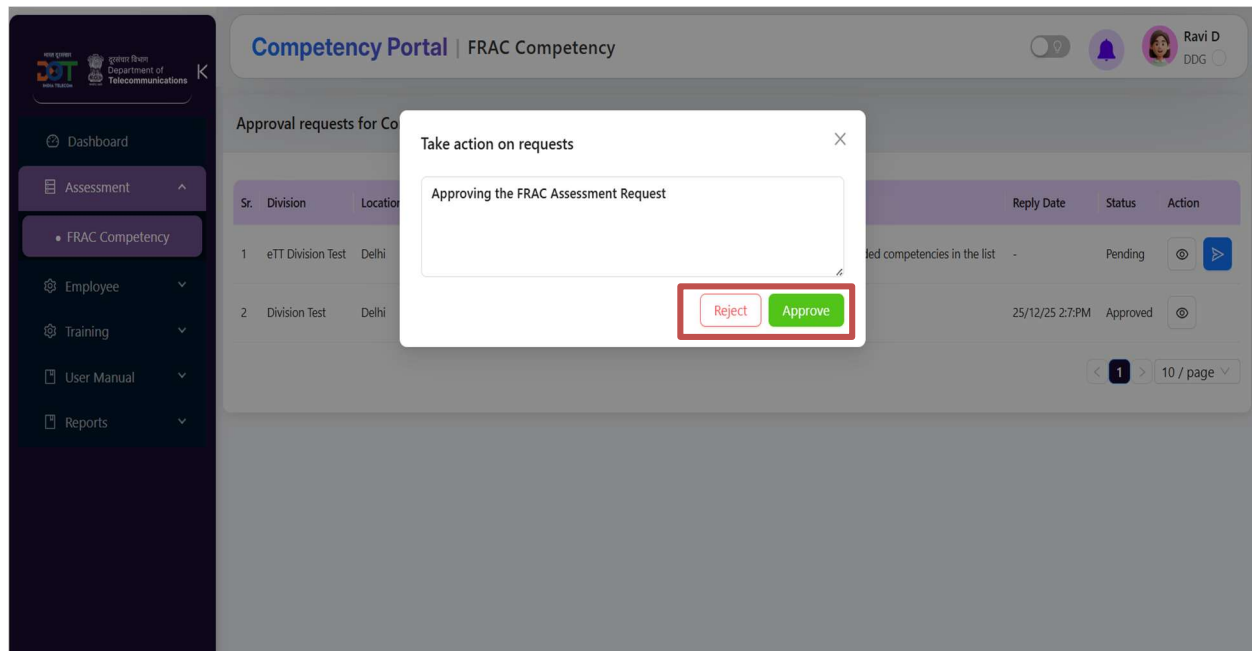 Competency Portal | FRAC Competency
Ravi D
DDG
दूरसंचार विभाग
Department of
Telecommunications
DOT
Dashboard
Assessment
FRAC Competency
Employee
Training
User Manual
Reports
Approval requests for Co
Take action on requests
Approving the FRAC Assessment Request
Reject
Approve
Sr. Division Location Reply Date Status Action
1 eTT Division Test Delhi ded competencies in the list - Pending
2 Division Test Delhi 25/12/25 2:7:PM Approved
1
10 / page